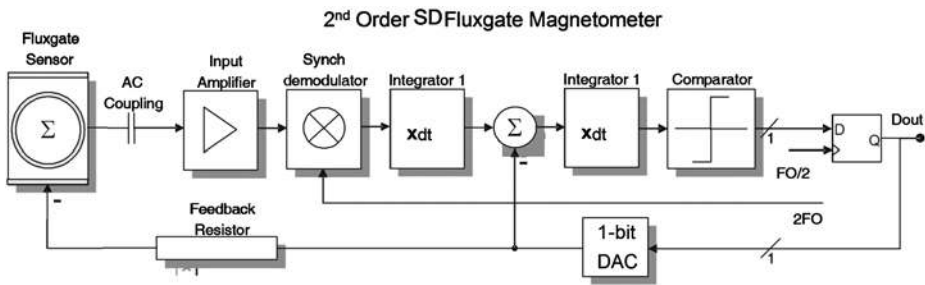 2nd Order SD Fluxgate Magnetometer
Fluxgate
Sensor
Σ
-
AC
Coupling
Input
Amplifier
Synch
demodulator
Integrator 1
xdt
Σ
-
Integrator 1
xdt
Comparator
1
D
Q
Dout
FO/2
2FO
Feedback
Resistor
1-bit
DAC
1